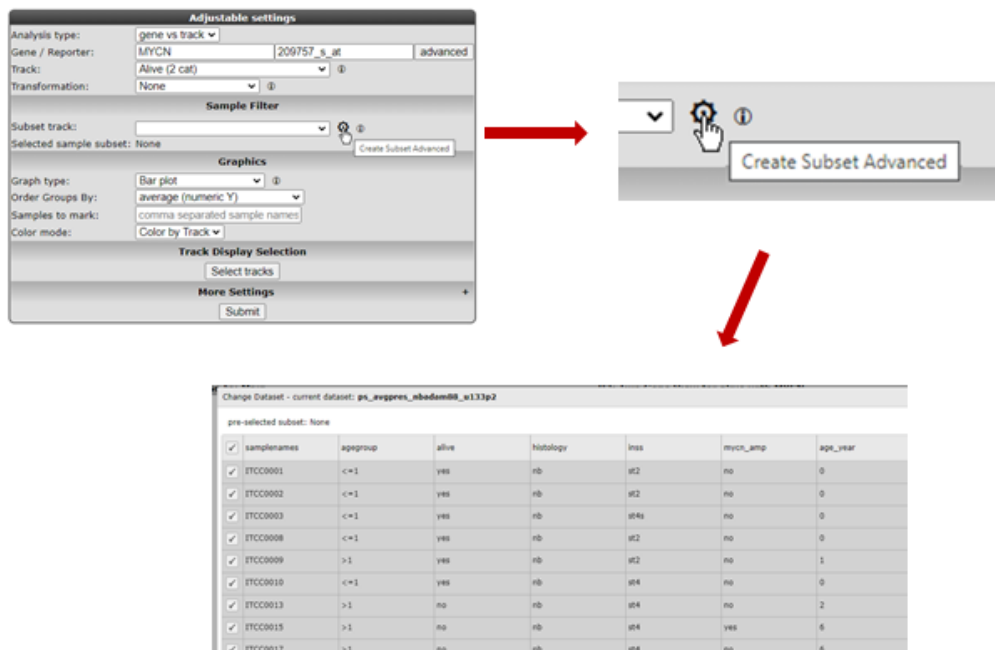 Adjustable settings
Analysis type: gene vs track
Gene / Reporter: MYCN 209757_s_at advanced
Track: Alive (2 cat)
Transformation: None
Sample Filter
Subset track:
Selected sample subset: None
Create Subset Advanced
Graphics
Graph type: Bar plot
Order Groups By: average (numeric Y)
Samples to mark: comma separated sample names
Color mode: Color by Track
Track Display Selection
Select tracks
More Settings +
Submit
Create Subset Advanced
Change Dataset - current dataset: ps_avgpres_nbadam88_u133p2
pre-selected subset: None
samplenames agegroup alive histology inss mycn_amp age_year
ITCC0001 <=1 yes nb st2 no 0
ITCC0002 <=1 yes nb st2 no 0
ITCC0003 <=1 yes nb st4s no 0
ITCC0008 <=1 yes nb st2 no 0
ITCC0009 >1 yes nb st2 no 1
ITCC0010 <=1 yes nb st4 no 0
ITCC0013 >1 no nb st4 no 2
ITCC0015 >1 no nb st4 yes 6
ITCC0017 >1 no nb st4 no 6